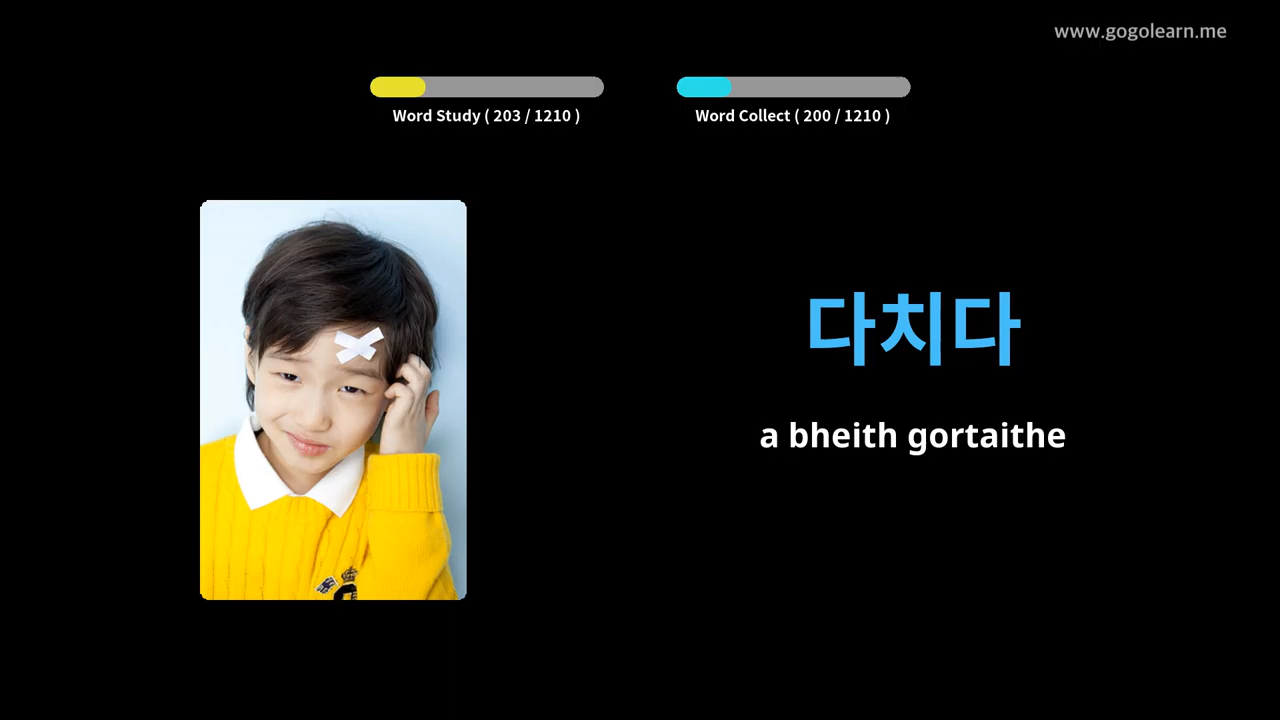 www.gogolearn.me
Word Study ( 203 / 1210 )
Word Collect ( 200 / 1210 )
다치다
a bheith gortaithe